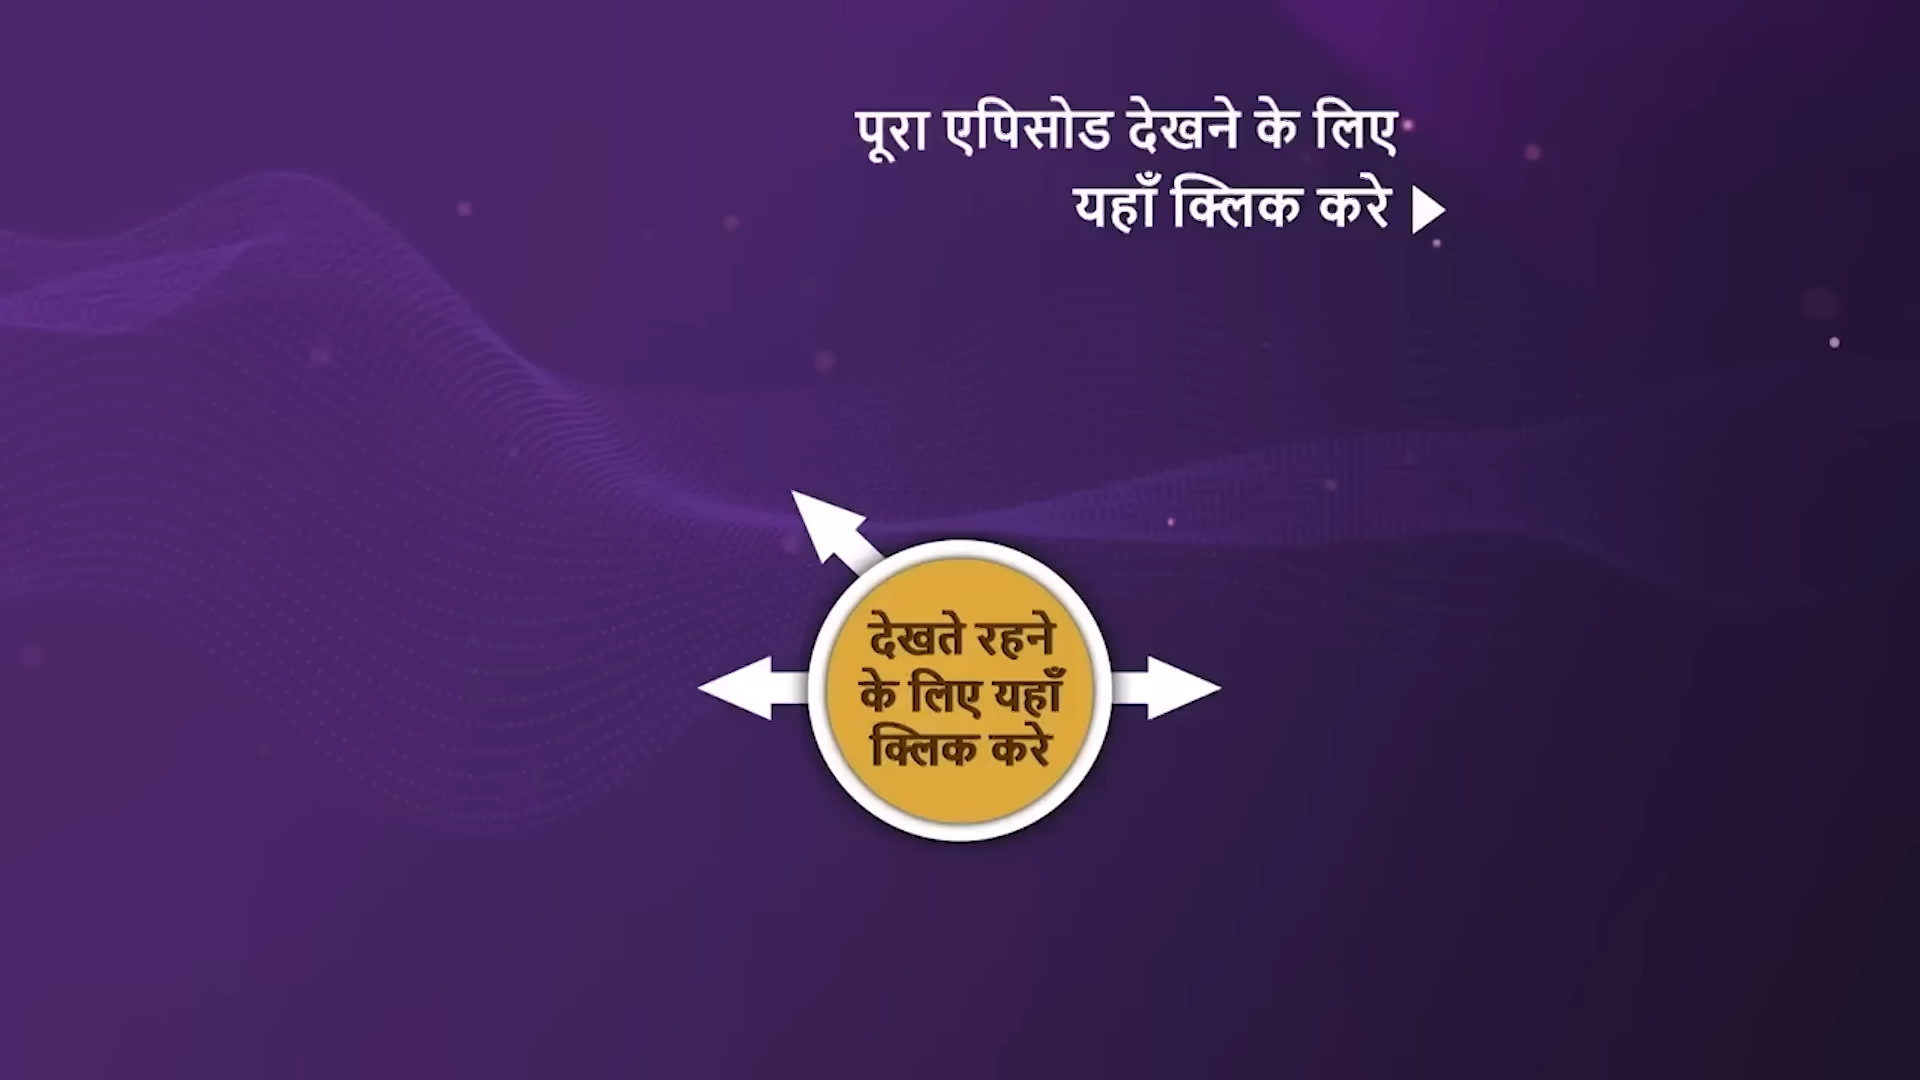 पूरा एपिसोड देखने के लिए
यहाँ क्लिक करे
देखते रहने
के लिए यहाँ
क्लिक करे